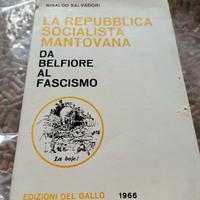 RINALDO SALVADORI
LA REPUBBLICA
SOCIALISTA
MANTOVANA
DA
BELFIORE
AL
FASCISMO
La boje!
EDIZIONI DEL GALLO 1966